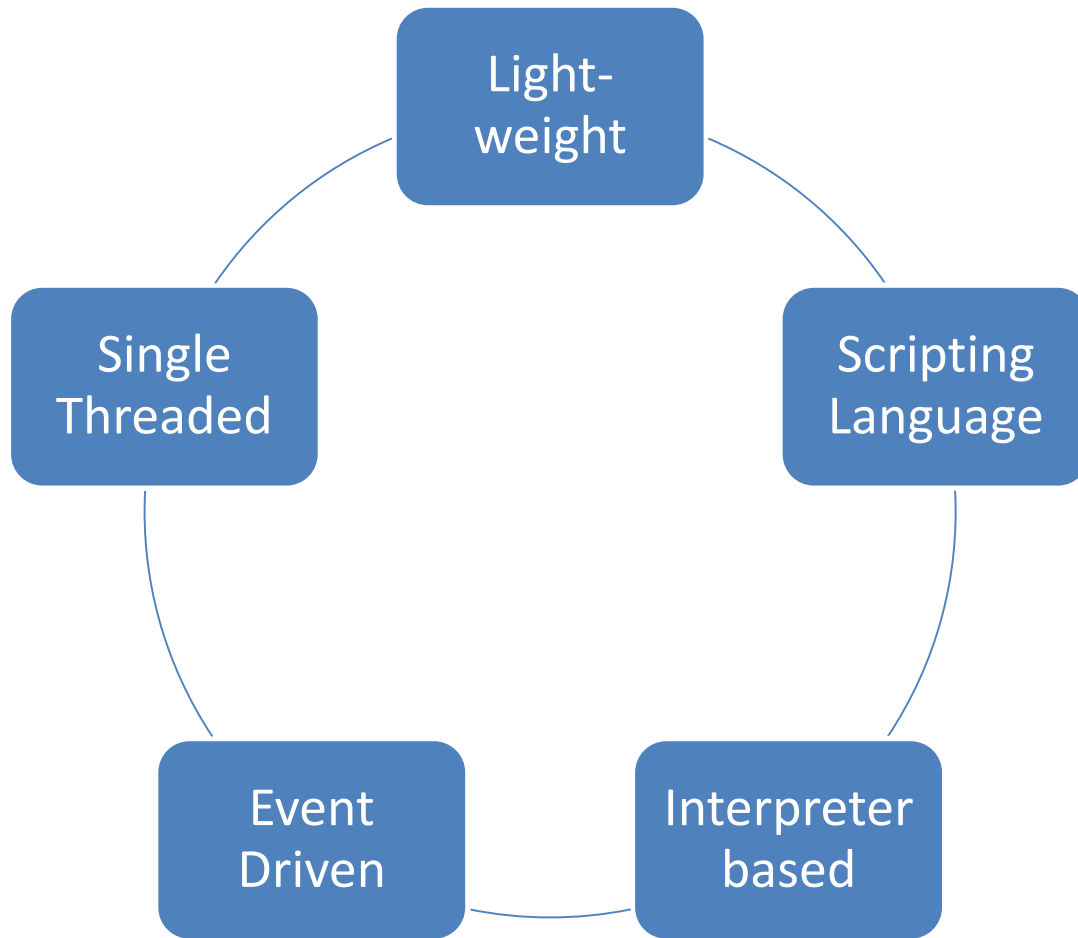 Light-
weight
Scripting
Language
Interpreter
based
Event
Driven
Single
Threaded